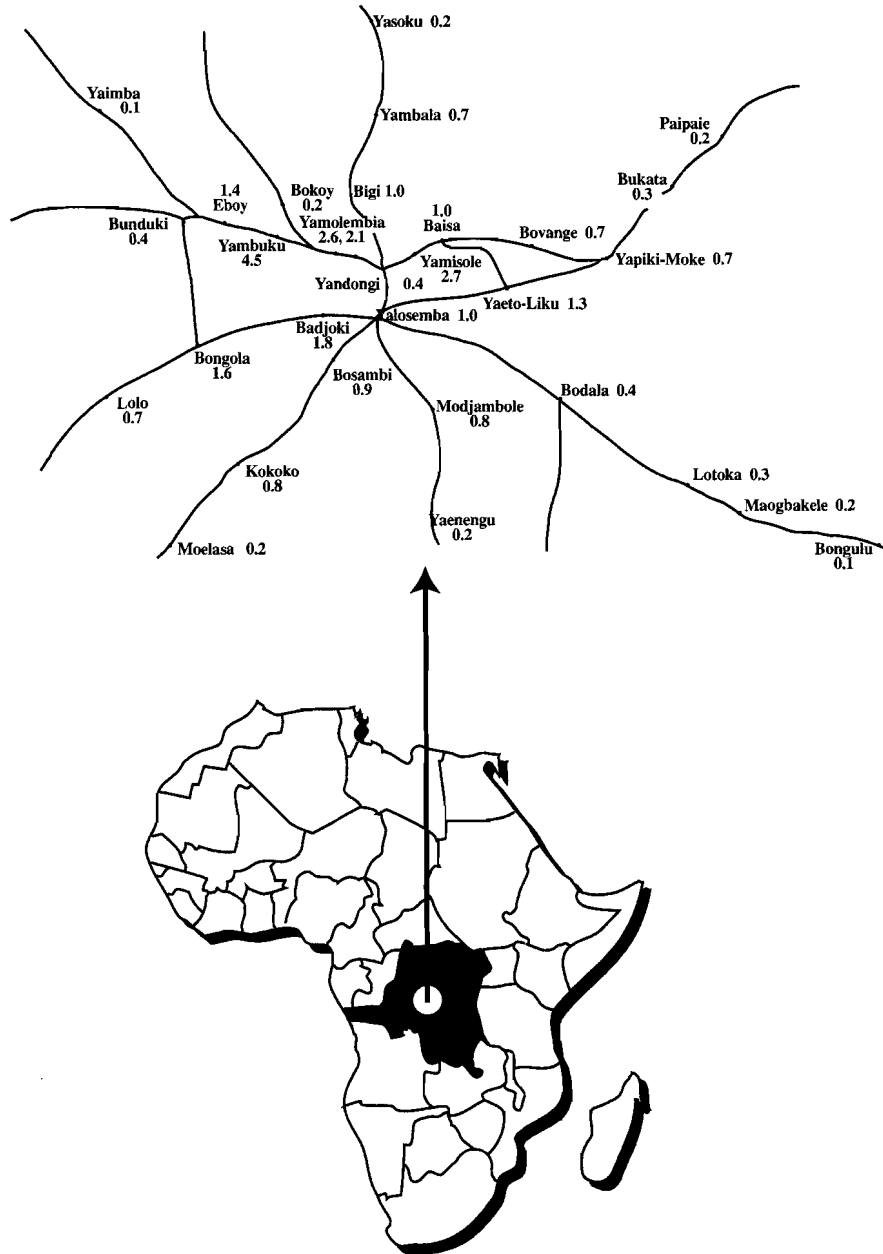 Yasoku 0.2
Yaimba
0.1
Yambala 0.7
Paipaie
0.2
Bukata
0.3
1.4
Eboy
Bokoy
0.2
Bigi 1.0
Yamolembia
2.6, 2.1
1.0
Baisa
Bunduki
0.4
Yambuku
4.5
Bovange 0.7
Yamisole
2.7
Yapiki-Moke 0.7
Yandongi 0.4
Yaeto-Liku 1.3
Yalosemba 1.0
Badjoki
1.8
Bongola
1.6
Bosambi
0.9
Bodala 0.4
Lolo
0.7
Modjambole
0.8
Kokoko
0.8
Lotoka 0.3
Maogbakele 0.2
Yaenengu
0.2
Moelasa 0.2
Bongulu
0.1